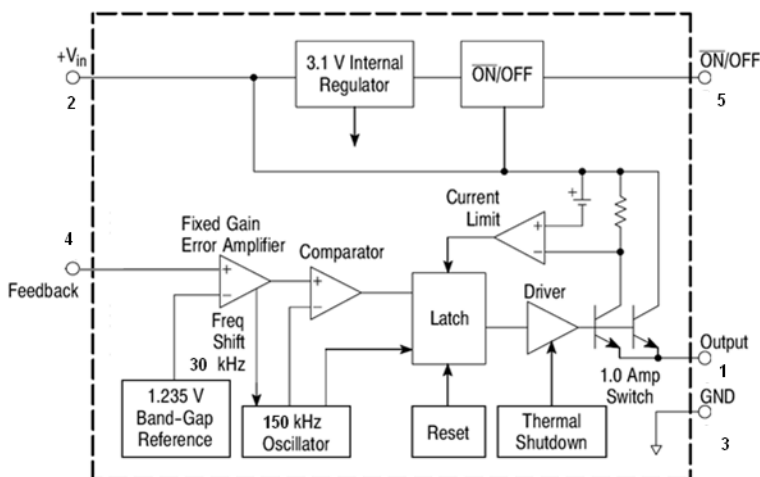 +Vin
2
3.1 V Internal
Regulator
ON/OFF
ON/OFF
5
Current
Limit
+
+
−
4
Feedback
Fixed Gain
Error Amplifier
+
−
Comparator
+
−
Freq
Shift
30 kHz
Latch
Driver
Output
1
1.0 Amp
Switch
GND
3
1.235 V
Band-Gap
Reference
150 kHz
Oscillator
Reset
Thermal
Shutdown